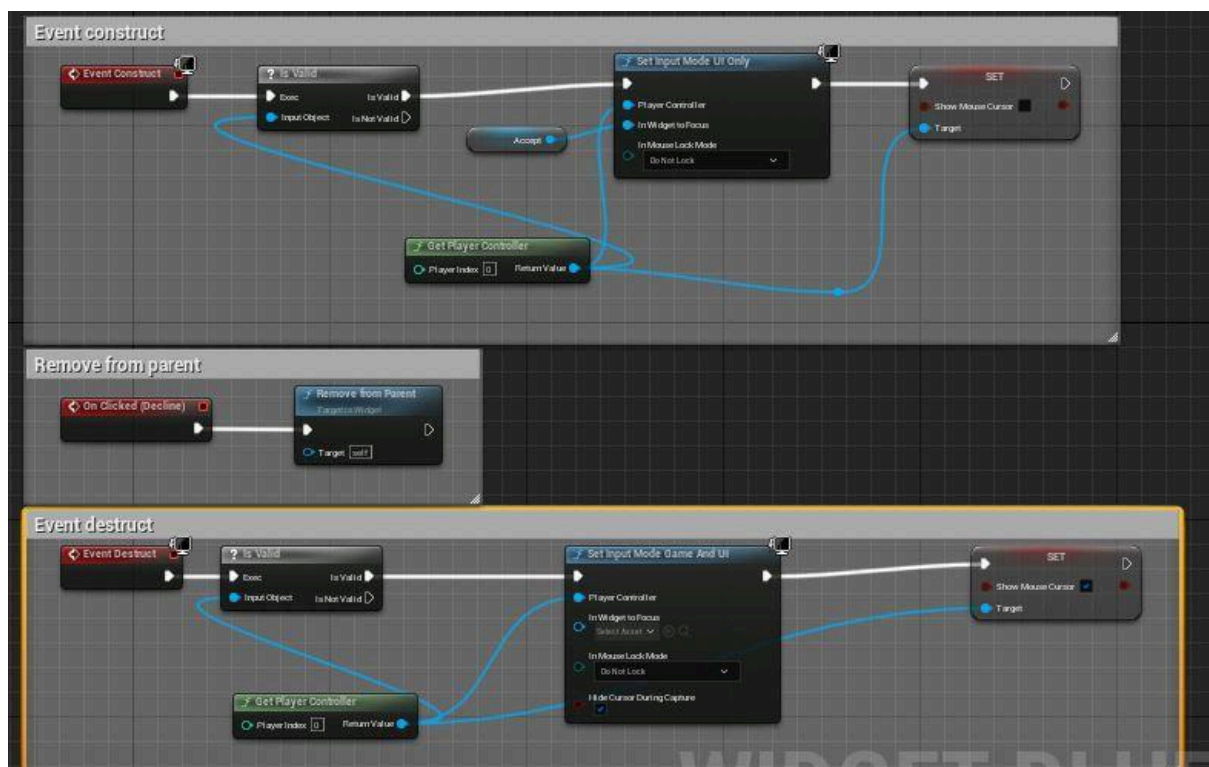 Event construct
Event Construct
? Is Valid
Exec
Is Valid
Input Object
Is Not Valid
Accept
f Set Input Mode UI Only
Player Controller
In Widget to Focus
In Mouse Lock Mode
Do Not Lock
SET
Show Mouse Cursor
Target
f Get Player Controller
Player Index 0
Return Value
Remove from parent
On Clicked (Decline)
f Remove from Parent
Target is Widget
Target self
Event destruct
Event Destruct
? Is Valid
Exec
Is Valid
Input Object
Is Not Valid
f Set Input Mode Game And UI
Player Controller
In Widget to Focus
Select Asset
In Mouse Lock Mode
Do Not Lock
Hide Cursor During Capture
SET
Show Mouse Cursor
Target
f Get Player Controller
Player Index 0
Return Value
WIDGET